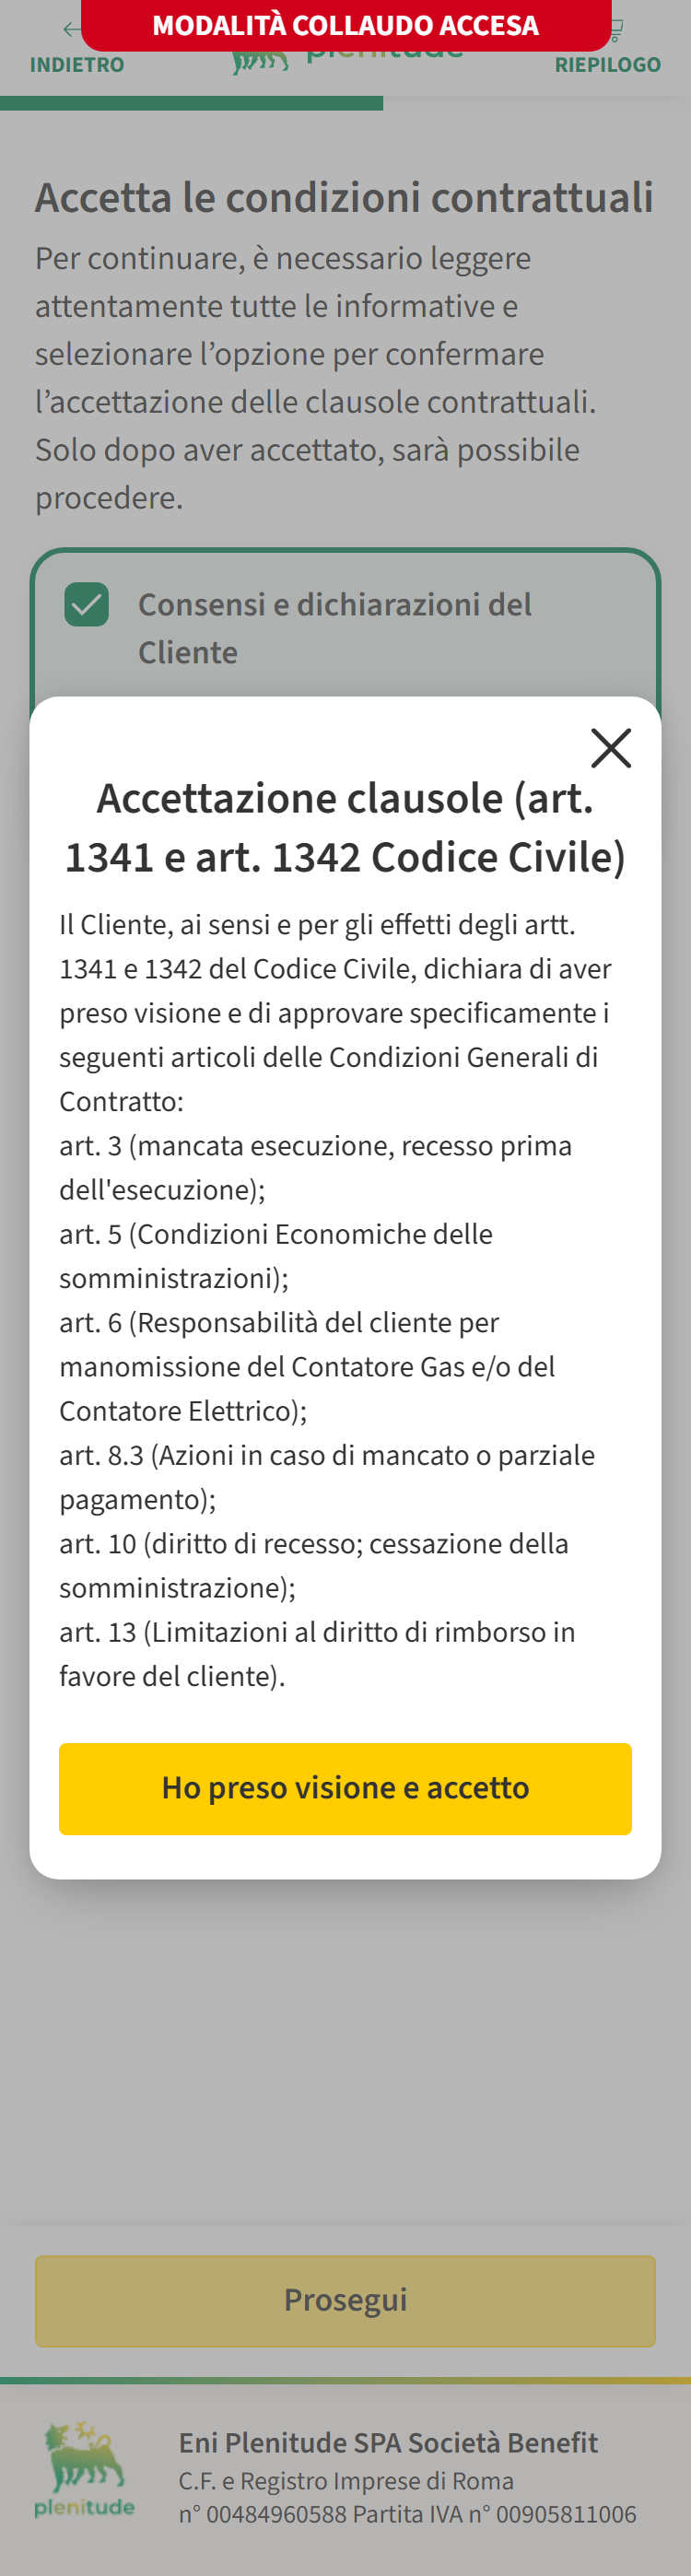 MODALITÀ COLLAUDO ACCESA
INDIETRO
plenitude
RIEPILOGO
Accetta le condizioni contrattuali
Per continuare, è necessario leggere
attentamente tutte le informative e
selezionare l’opzione per confermare
l’accettazione delle clausole contrattuali.
Solo dopo aver accettato, sarà possibile
procedere.
Consensi e dichiarazioni del
Cliente
Accettazione clausole (art.
1341 e art. 1342 Codice Civile)
Il Cliente, ai sensi e per gli effetti degli artt.
1341 e 1342 del Codice Civile, dichiara di aver
preso visione e di approvare specificamente i
seguenti articoli delle Condizioni Generali di
Contratto:
art. 3 (mancata esecuzione, recesso prima
dell'esecuzione);
art. 5 (Condizioni Economiche delle
somministrazioni);
art. 6 (Responsabilità del cliente per
manomissione del Contatore Gas e/o del
Contatore Elettrico);
art. 8.3 (Azioni in caso di mancato o parziale
pagamento);
art. 10 (diritto di recesso; cessazione della
somministrazione);
art. 13 (Limitazioni al diritto di rimborso in
favore del cliente).
Ho preso visione e accetto
Prosegui
plenitude
Eni Plenitude SPA Società Benefit
C.F. e Registro Imprese di Roma
n° 00484960588 Partita IVA n° 00905811006